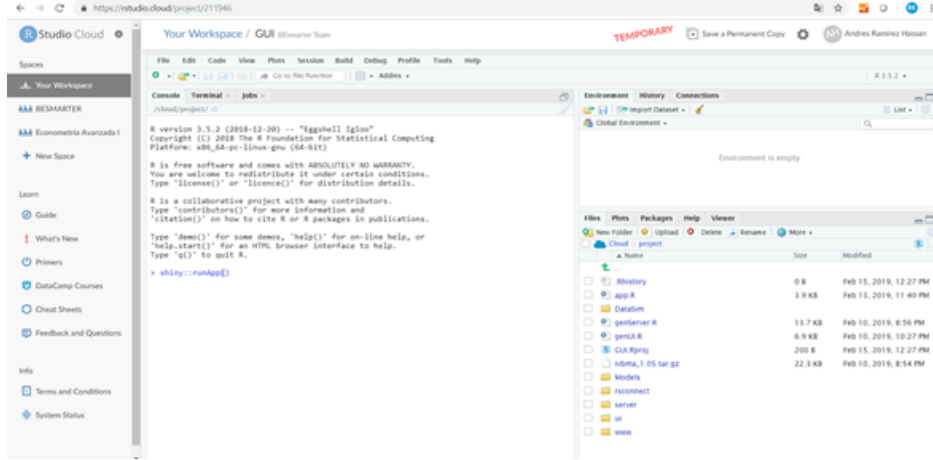 https://rstudio.cloud/project/211946
R Studio Cloud
Your Workspace / GUI BEsmarter Team
TEMPORARY
Save a Permanent Copy
Andres Ramirez Hassan
Spaces
Your Workspace
BESMARTER
Econometria Avanzada I
New Space
Learn
Guide
What's New
Primers
DataCamp Courses
Cheat Sheets
Feedback and Questions
Info
Terms and Conditions
System Status
File Edit Code View Plots Session Build Debug Profile Tools Help
Go to file/function
Addins
R 3.5.2
Console Terminal Jobs
/cloud/project/
R version 3.5.2 (2018-12-20) -- "Eggshell Igloo"
Copyright (C) 2018 The R Foundation for Statistical Computing
Platform: x86_64-pc-linux-gnu (64-bit)
R is free software and comes with ABSOLUTELY NO WARRANTY.
You are welcome to redistribute it under certain conditions.
Type 'license()' or 'licence()' for distribution details.
R is a collaborative project with many contributors.
Type 'contributors()' for more information and
'citation()' on how to cite R or R packages in publications.
Type 'demo()' for some demos, 'help()' for on-line help, or
'help.start()' for an HTML browser interface to help.
Type 'q()' to quit R.
> shiny::runApp()
Environment History Connections
Import Dataset
List
Global Environment
Environment is empty
Files Plots Packages Help Viewer
New Folder Upload Delete Rename More
Cloud project
Name Size Modified
..
.Rhistory 0 B Feb 15, 2019, 12:27 PM
app.R 3.9 KB Feb 13, 2019, 11:40 PM
DataSim
genServer.R 13.7 KB Feb 10, 2019, 8:56 PM
genUI.R 6.9 KB Feb 10, 2019, 10:27 PM
GUI.Rproj 200 B Feb 15, 2019, 12:27 PM
ivbma_1.05.tar.gz 22.3 KB Feb 10, 2019, 8:54 PM
Models
rsconnect
server
ui
www